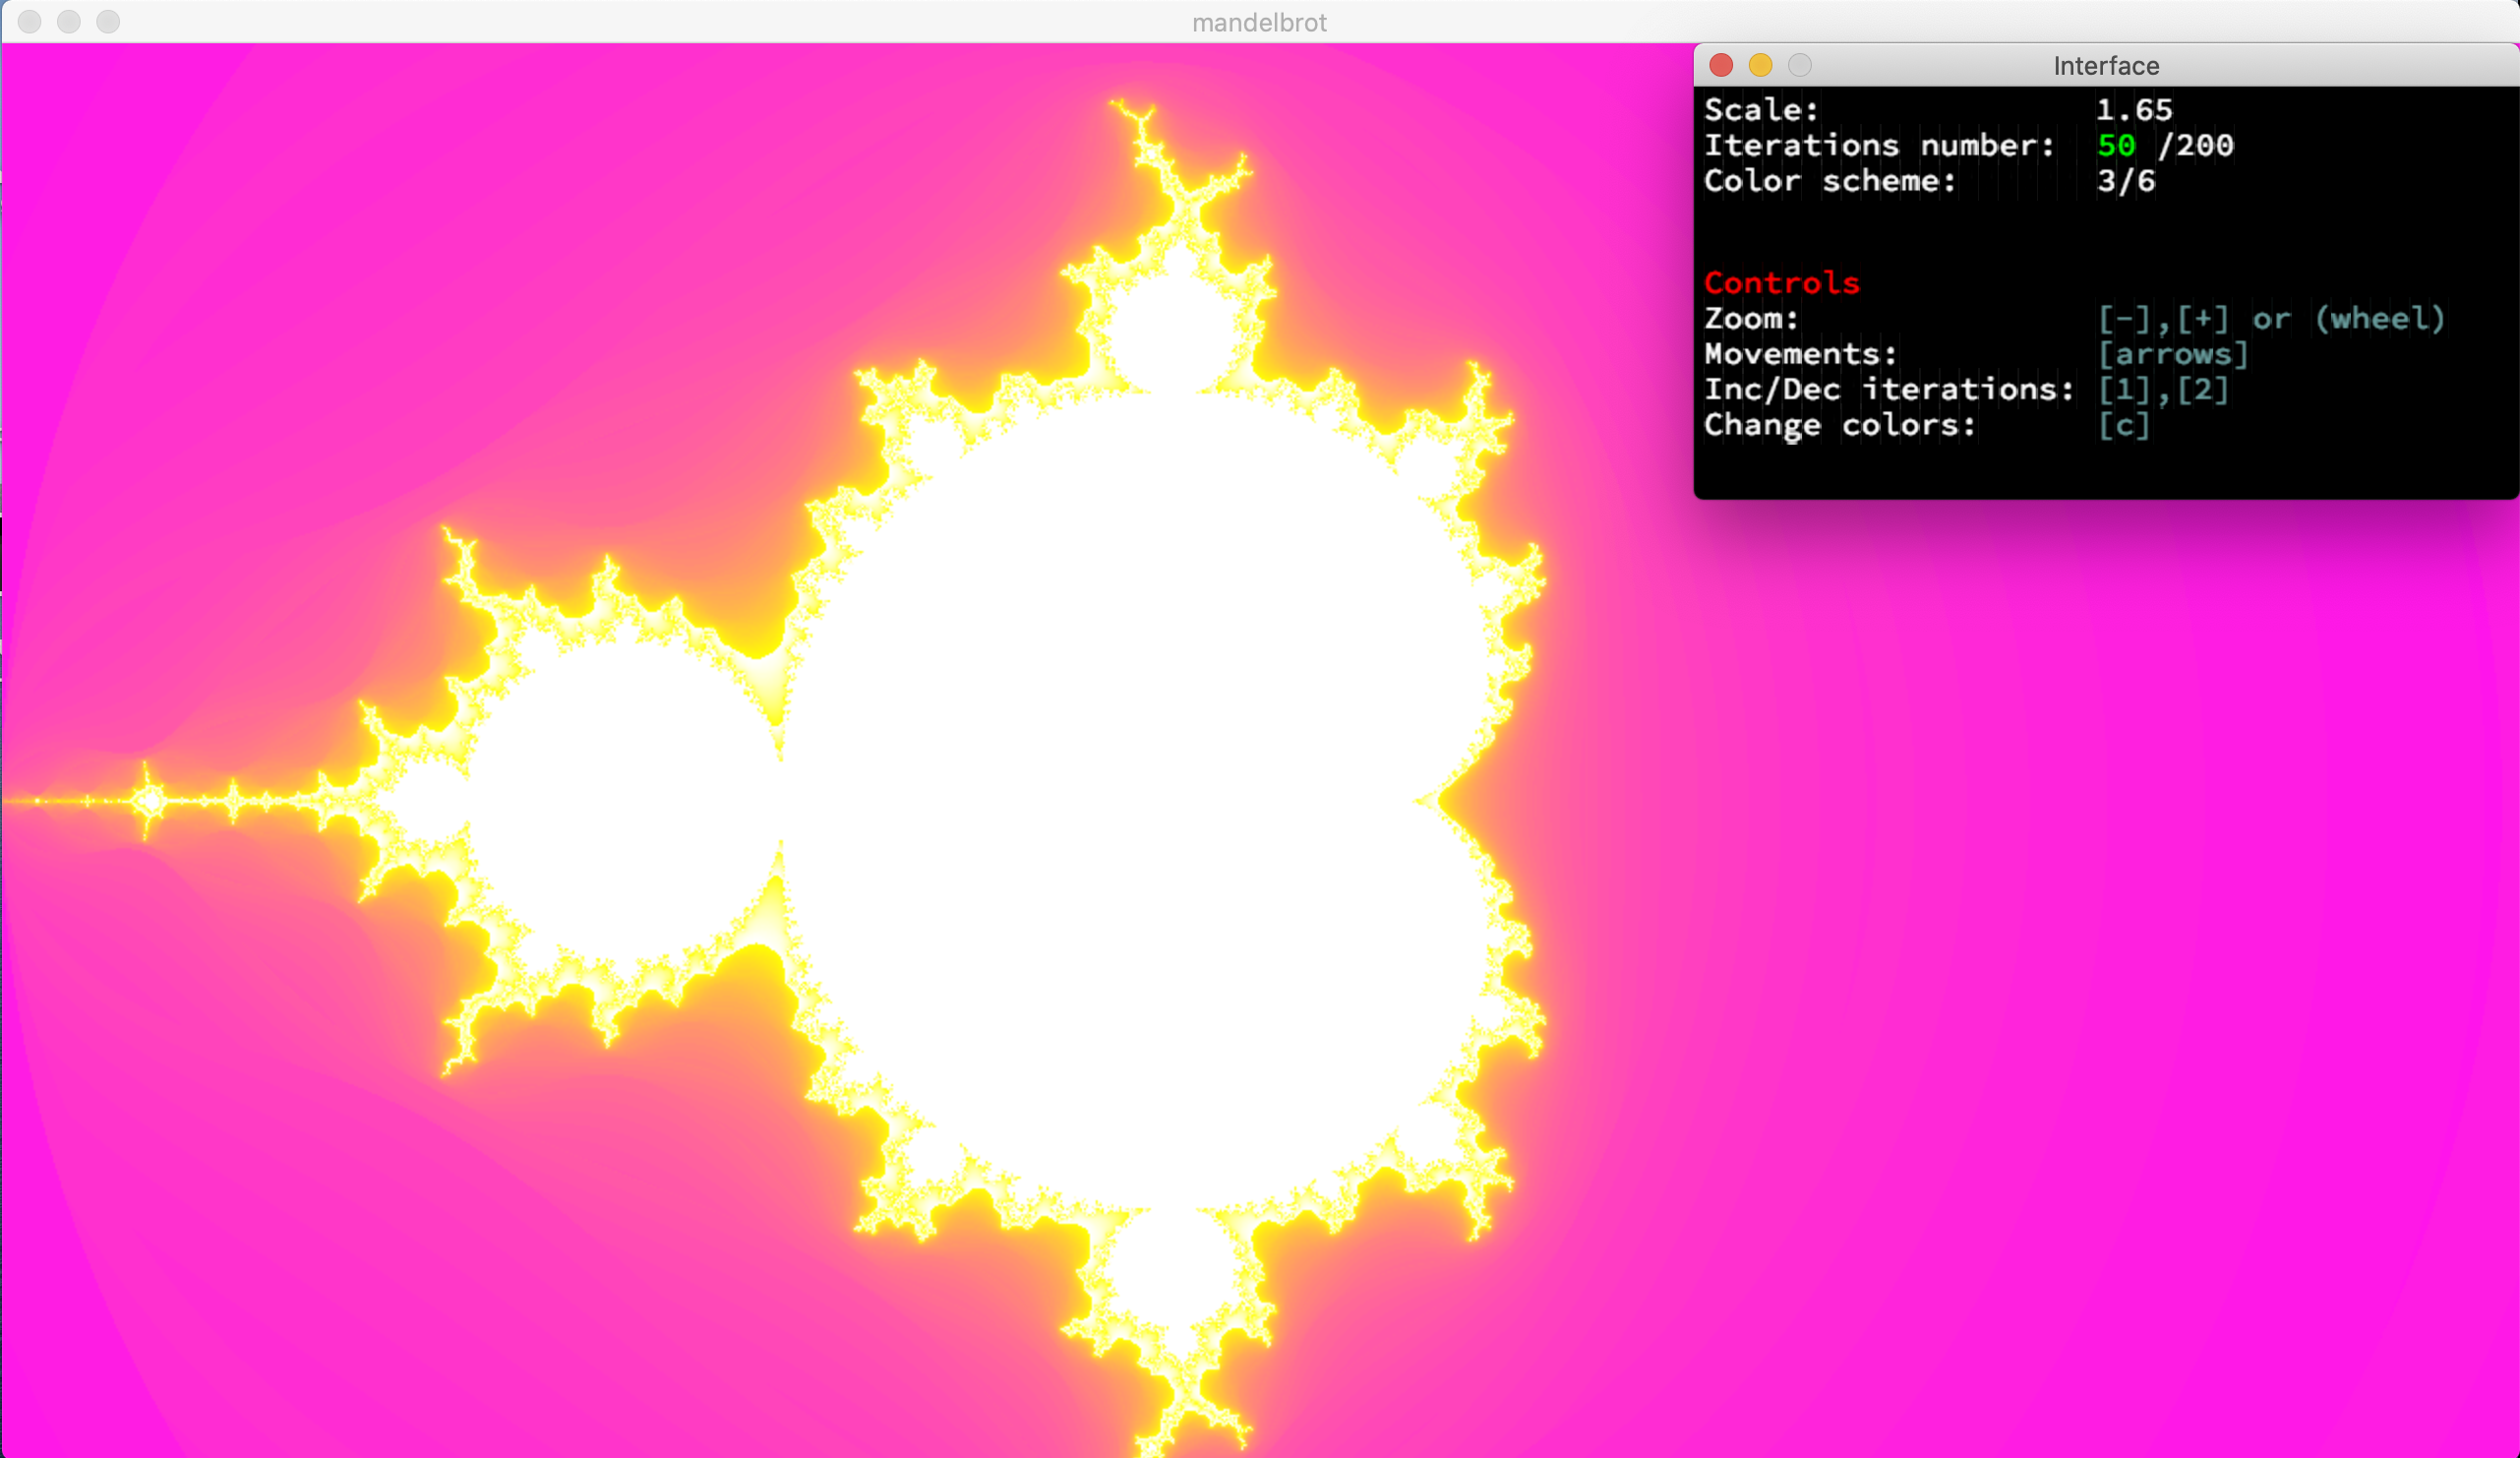 mandelbrot
Interface
Scale: 1.65
Iterations number: 50 /200
Color scheme: 3/6
Controls
Zoom: [-],[+] or (wheel)
Movements: [arrows]
Inc/Dec iterations: [1],[2]
Change colors: [c]